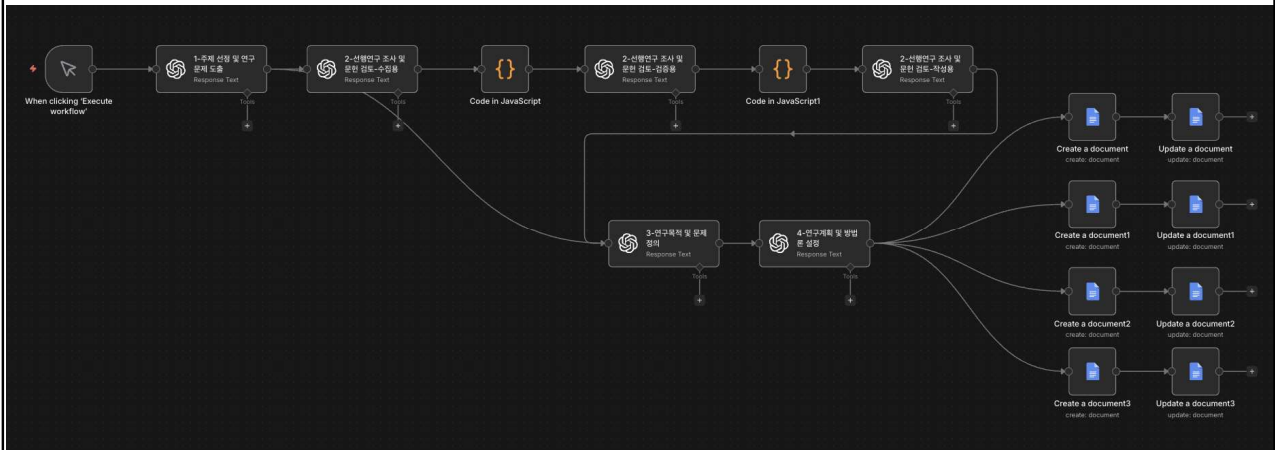 When clicking 'Execute
workflow'
1-주제 선정 및 연구
문제 도출
Response Text
Tools
2-선행연구 조사 및
문헌 검토-수집용
Response Text
Tools
Code in JavaScript
2-선행연구 조사 및
문헌 검토-검증용
Response Text
Tools
Code in JavaScript1
2-선행연구 조사 및
문헌 검토-작성용
Response Text
Tools
3-연구목적 및 문제
정의
Response Text
Tools
4-연구계획 및 방법
론 설정
Response Text
Tools
Create a document
create: document
Update a document
update: document
Create a document1
create: document
Update a document1
update: document
Create a document2
create: document
Update a document2
update: document
Create a document3
create: document
Update a document3
update: document